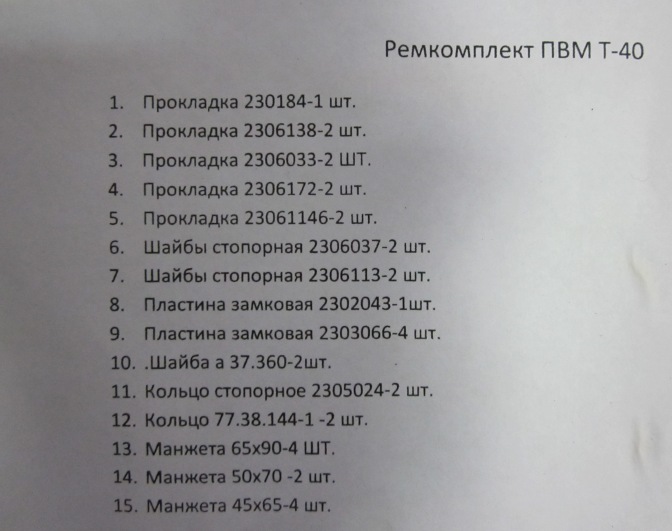 Ремкомплект ПВМ Т-40
1. Прокладка 230184-1 шт.
2. Прокладка 2306138-2 шт.
3. Прокладка 2306033-2 ШТ.
4. Прокладка 2306172-2 шт.
5. Прокладка 23061146-2 шт.
6. Шайбы стопорная 2306037-2 шт.
7. Шайбы стопорная 2306113-2 шт.
8. Пластина замковая 2302043-1шт.
9. Пластина замковая 2303066-4 шт.
10. .Шайба а 37.360-2шт.
11. Кольцо стопорное 2305024-2 шт.
12. Кольцо 77.38.144-1 -2 шт.
13. Манжета 65х90-4 ШТ.
14. Манжета 50х70 -2 шт.
15. Манжета 45х65-4 шт.